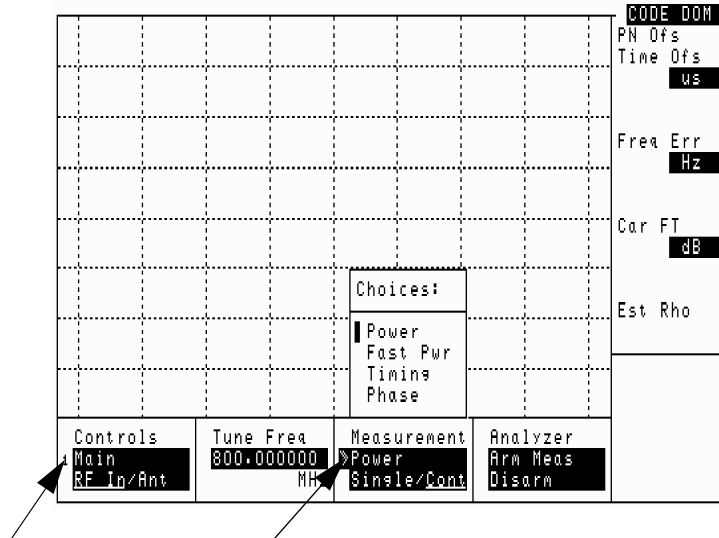 CODE DOM
PN Ofs
Time Ofs
us
Freq Err
Hz
Car FT
dB
Est Rho
Choices:
Power
Fast Pwr
Timing
Phase
Controls
1 Main
RF In/Ant
Tune Freq
800.000000
MH
Measurement
»Power
Single/Cont
Analyzer
Arm Meas
Disarm